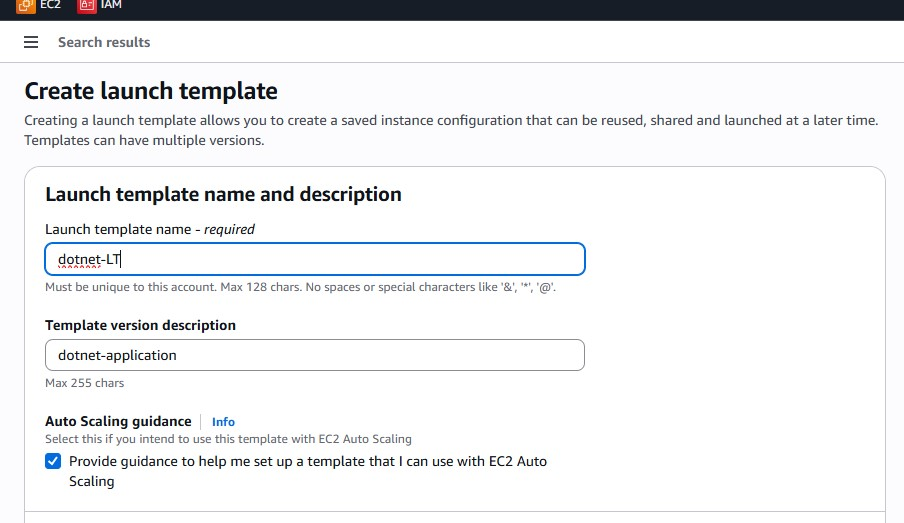 EC2 IAM
Search results
Create launch template
Creating a launch template allows you to create a saved instance configuration that can be reused, shared and launched at a later time.
Templates can have multiple versions.
Launch template name and description
Launch template name - required
dotnet-LT
Must be unique to this account. Max 128 chars. No spaces or special characters like '&', '*', '@'.
Template version description
dotnet-application
Max 255 chars
Auto Scaling guidance Info
Select this if you intend to use this template with EC2 Auto Scaling
Provide guidance to help me set up a template that I can use with EC2 Auto
Scaling